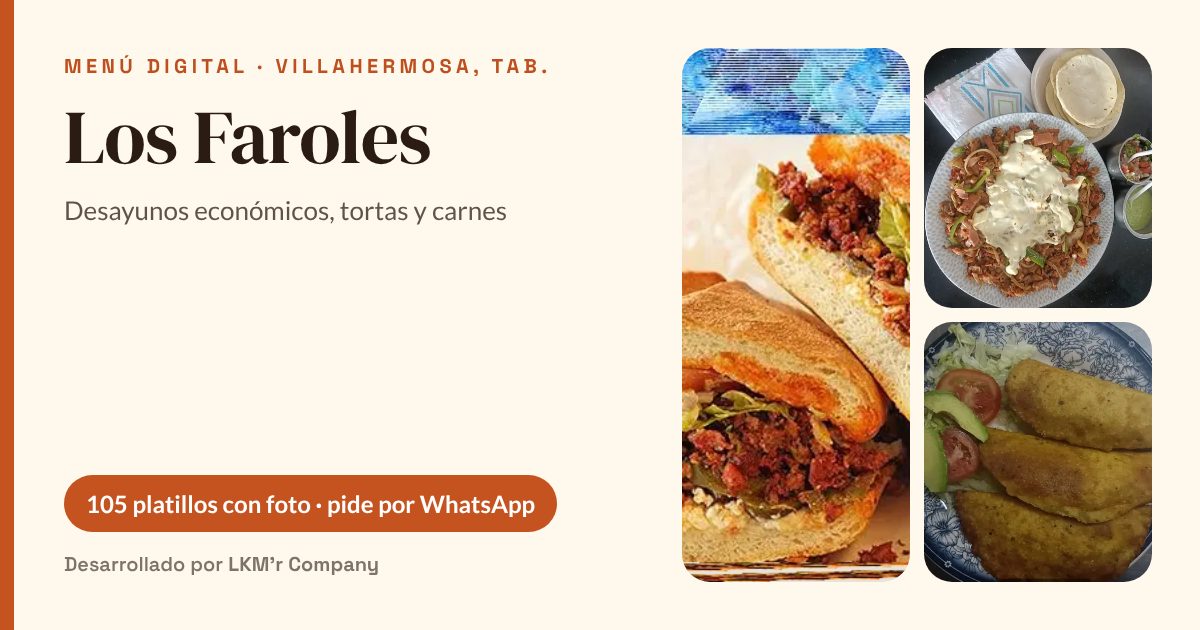 MENÚ DIGITAL · VILLAHERMOSA, TAB.
Los Faroles
Desayunos económicos, tortas y carnes
105 platillos con foto · pide por WhatsApp
Desarrollado por LKM’r Company